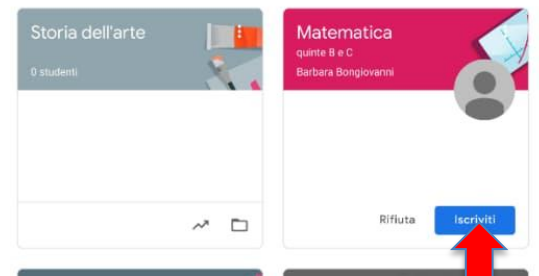 Storia dell'arte
0 studenti
Matematica
quinte B e C
Barbara Bongiovanni
Rifiuta
Iscriviti